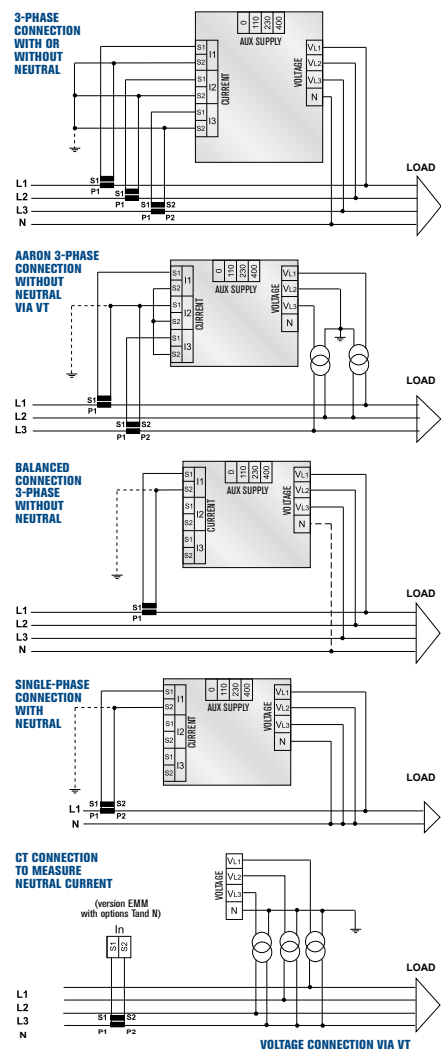 3-PHASE
CONNECTION
WITH OR
WITHOUT
NEUTRAL
0 110 230 400
AUX SUPPLY
S1 I1
S2
S1 I2
S2
S1 I3
S2
CURRENT
VOLTAGE
VL1
VL2
VL3
N
LOAD
L1
L2
L3
N
S1
P1
S1
P1
S1 S2
P1 P2
AARON 3-PHASE
CONNECTION
WITHOUT
NEUTRAL
VIA VT
0 110 230 400
AUX SUPPLY
S1 I1
S2
S1 I2
S2
S1 I3
S2
CURRENT
VOLTAGE
VL1
VL2
VL3
N
LOAD
L1
L2
L3
S1
P1
S1 S2
P1 P2
BALANCED
CONNECTION
3-PHASE
WITHOUT
NEUTRAL
0 110 230 400
AUX SUPPLY
S1 I1
S2
S1 I2
S2
S1 I3
S2
CURRENT
VOLTAGE
VL1
VL2
VL3
N
LOAD
L1
L2
L3
N
S1
P1
SINGLE-PHASE
CONNECTION
WITH
NEUTRAL
0 110 230 400
AUX SUPPLY
S1 I1
S2
S1 I2
S2
S1 I3
S2
CURRENT
VOLTAGE
VL1
VL2
VL3
N
LOAD
L1
N
S1 S2
P1 P2
CT CONNECTION
TO MEASURE
NEUTRAL CURRENT
(version EMM
with options Tand N)
In
S1 S2
VOLTAGE
VL1
VL2
VL3
N
LOAD
L1
L2
L3
N
S1 S2
P1 P2
VOLTAGE CONNECTION VIA VT